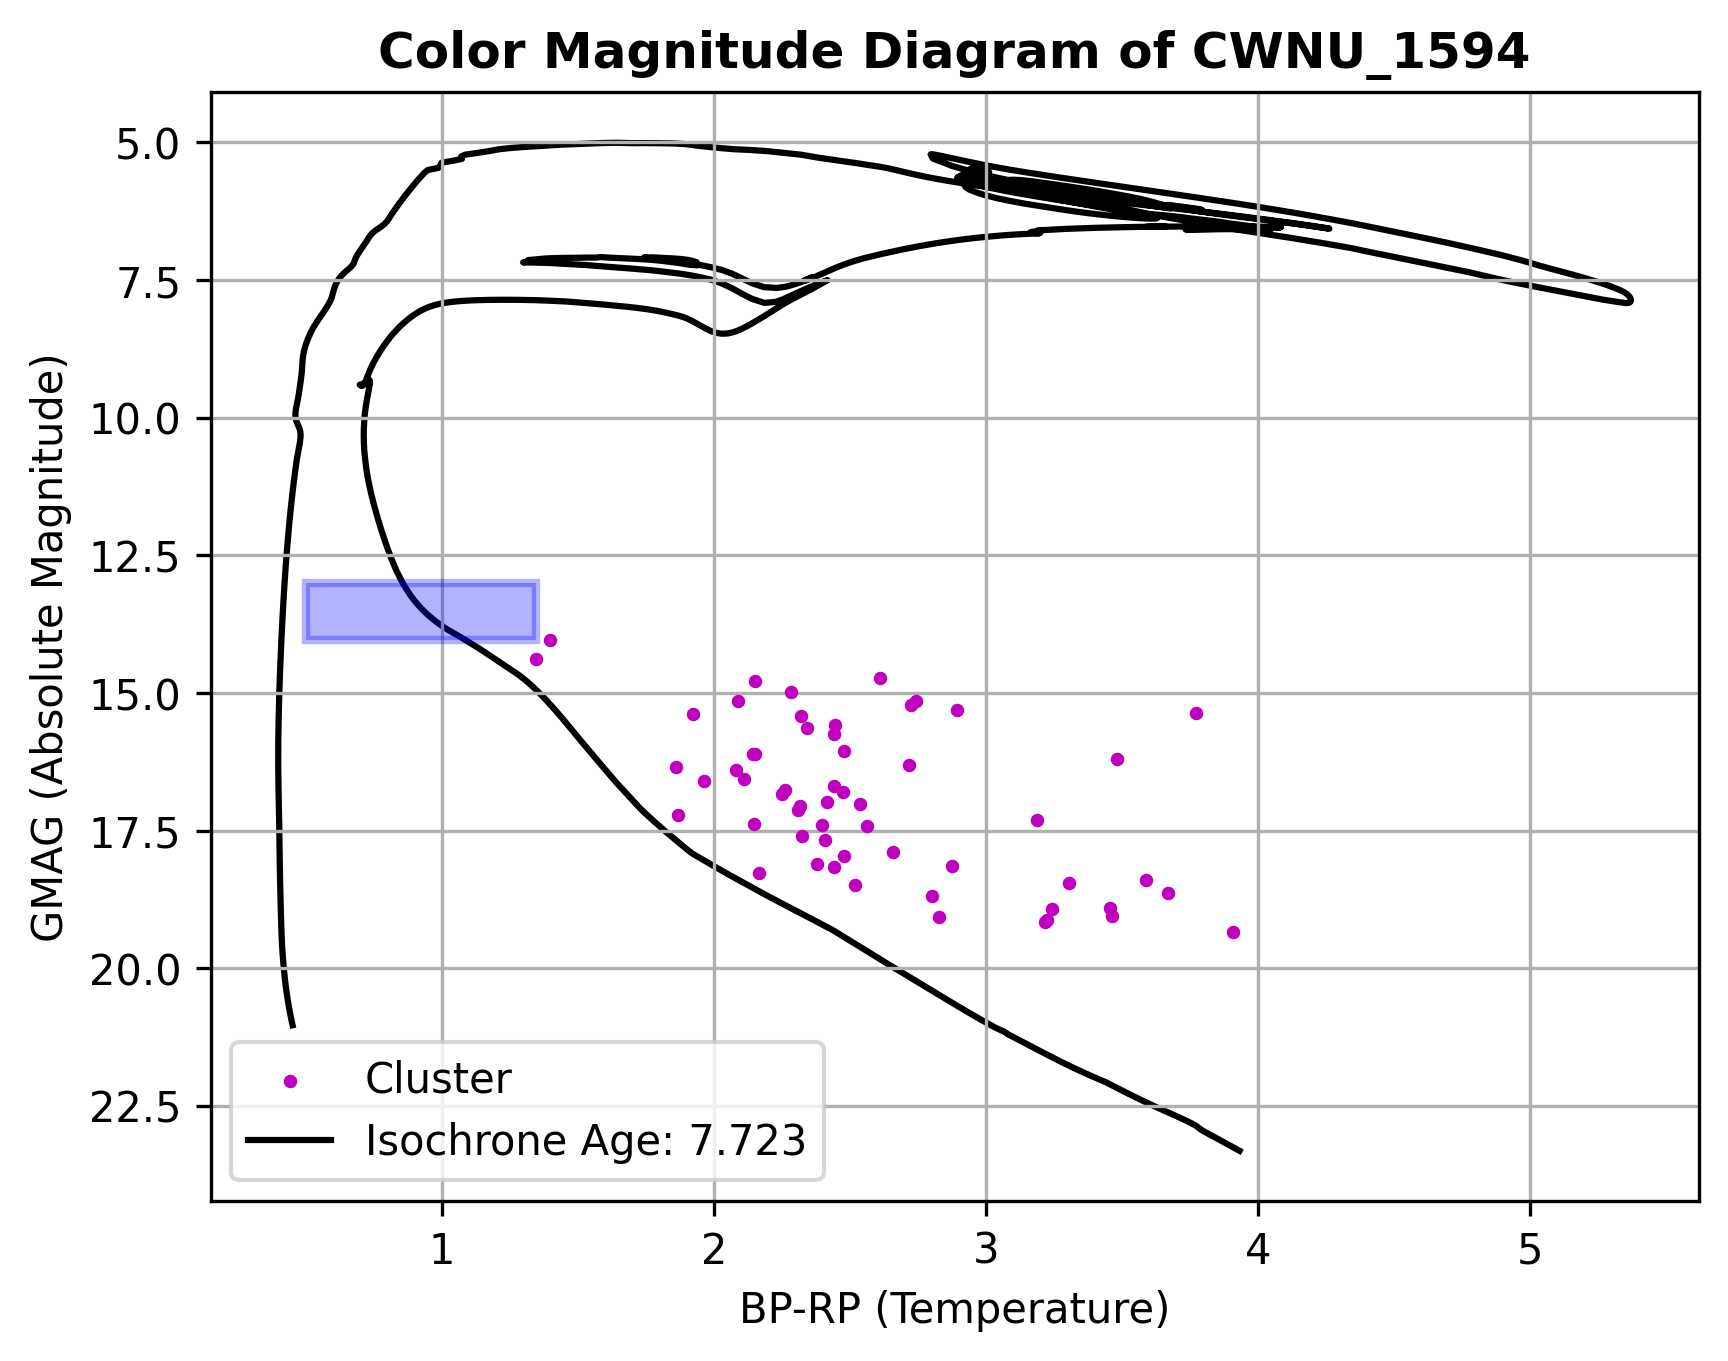 Color Magnitude Diagram of CWNU_1594
GMAG (Absolute Magnitude)
5.0
7.5
10.0
12.5
15.0
17.5
20.0
22.5
Cluster
Isochrone Age: 7.723
1 2 3 4 5
BP-RP (Temperature)